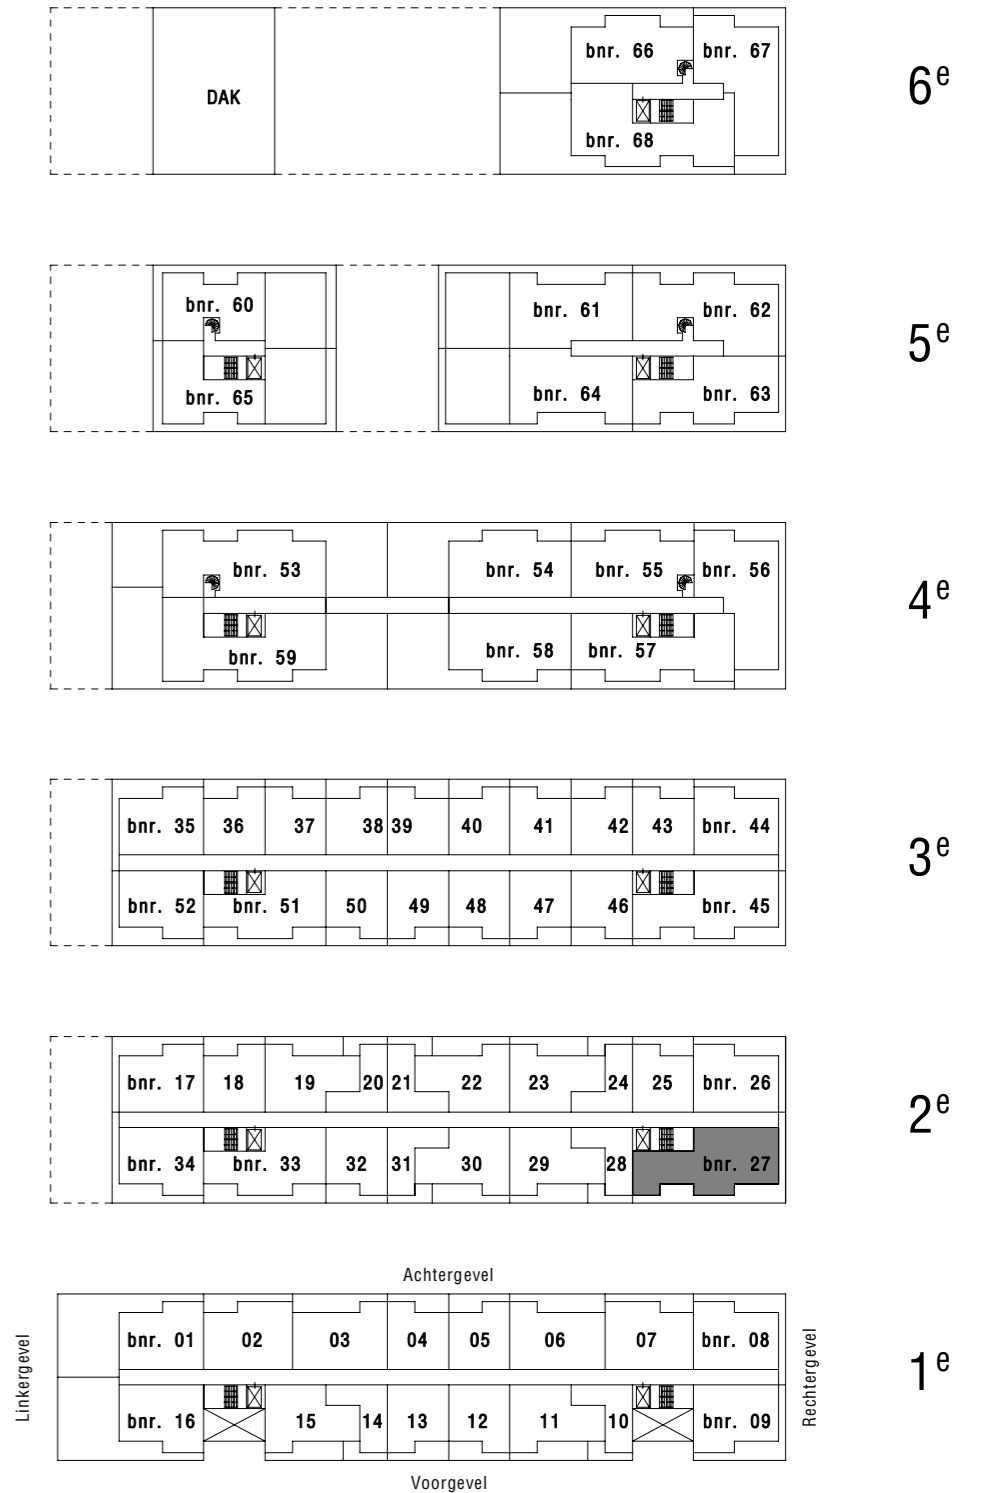 bnr. 66 bnr. 67
6e
DAK
bnr. 68
bnr. 60 bnr. 61 bnr. 62
5e
bnr. 65 bnr. 64 bnr. 63
bnr. 53 bnr. 54 bnr. 55 bnr. 56
4e
bnr. 59 bnr. 58 bnr. 57
bnr. 35 36 37 38 39 40 41 42 43 bnr. 44
3e
bnr. 52 bnr. 51 50 49 48 47 46 bnr. 45
bnr. 17 18 19 20 21 22 23 24 25 bnr. 26
2e
bnr. 34 bnr. 33 32 31 30 29 28 bnr. 27
Achtergevel
bnr. 01 02 03 04 05 06 07 bnr. 08
Linkergevel
Rechtergevel
1e
bnr. 16 15 14 13 12 11 10 bnr. 09
Voorgevel